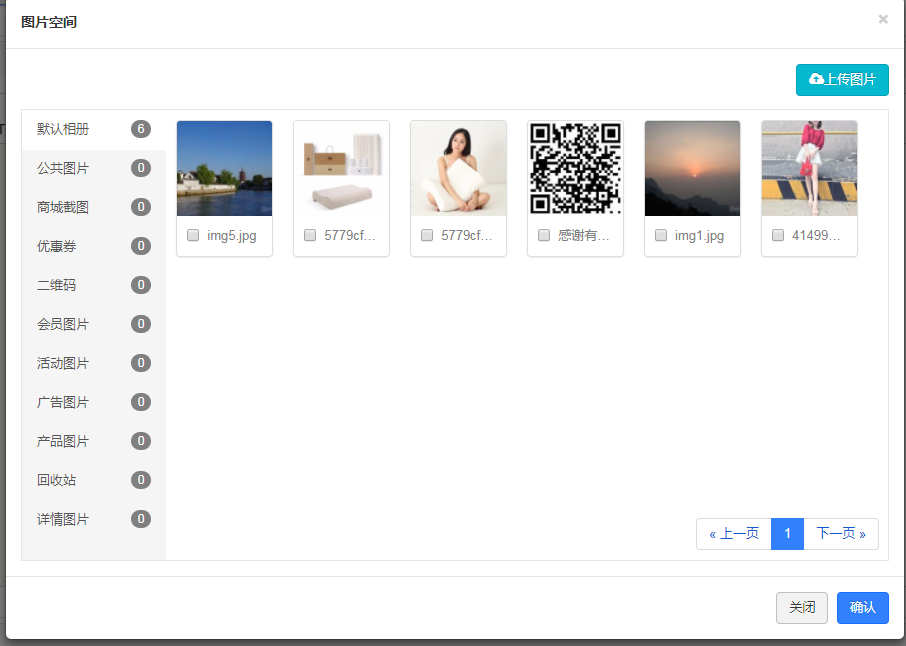 图片空间
×
上传图片
默认相册 6
公共图片 0
商城截图 0
优惠券 0
二维码 0
会员图片 0
活动图片 0
广告图片 0
产品图片 0
回收站 0
详情图片 0
img5.jpg
5779cf...
5779cf...
感谢有...
img1.jpg
41499...
« 上一页 1 下一页 »
关闭 确认